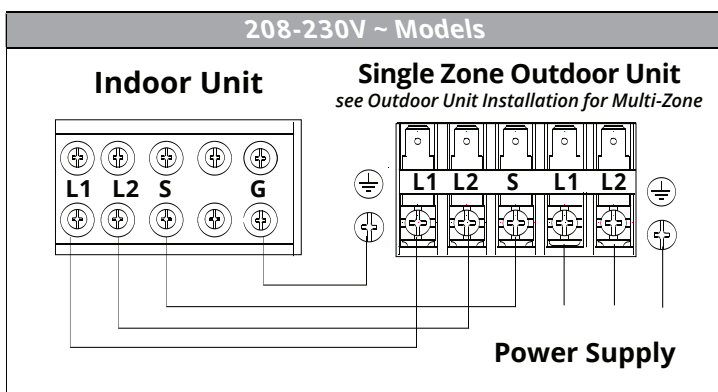 208-230V ~ Models
Indoor Unit
Single Zone Outdoor Unit
see Outdoor Unit Installation for Multi-Zone
L1 L2 S G
L1 L2 S L1 L2
Power Supply